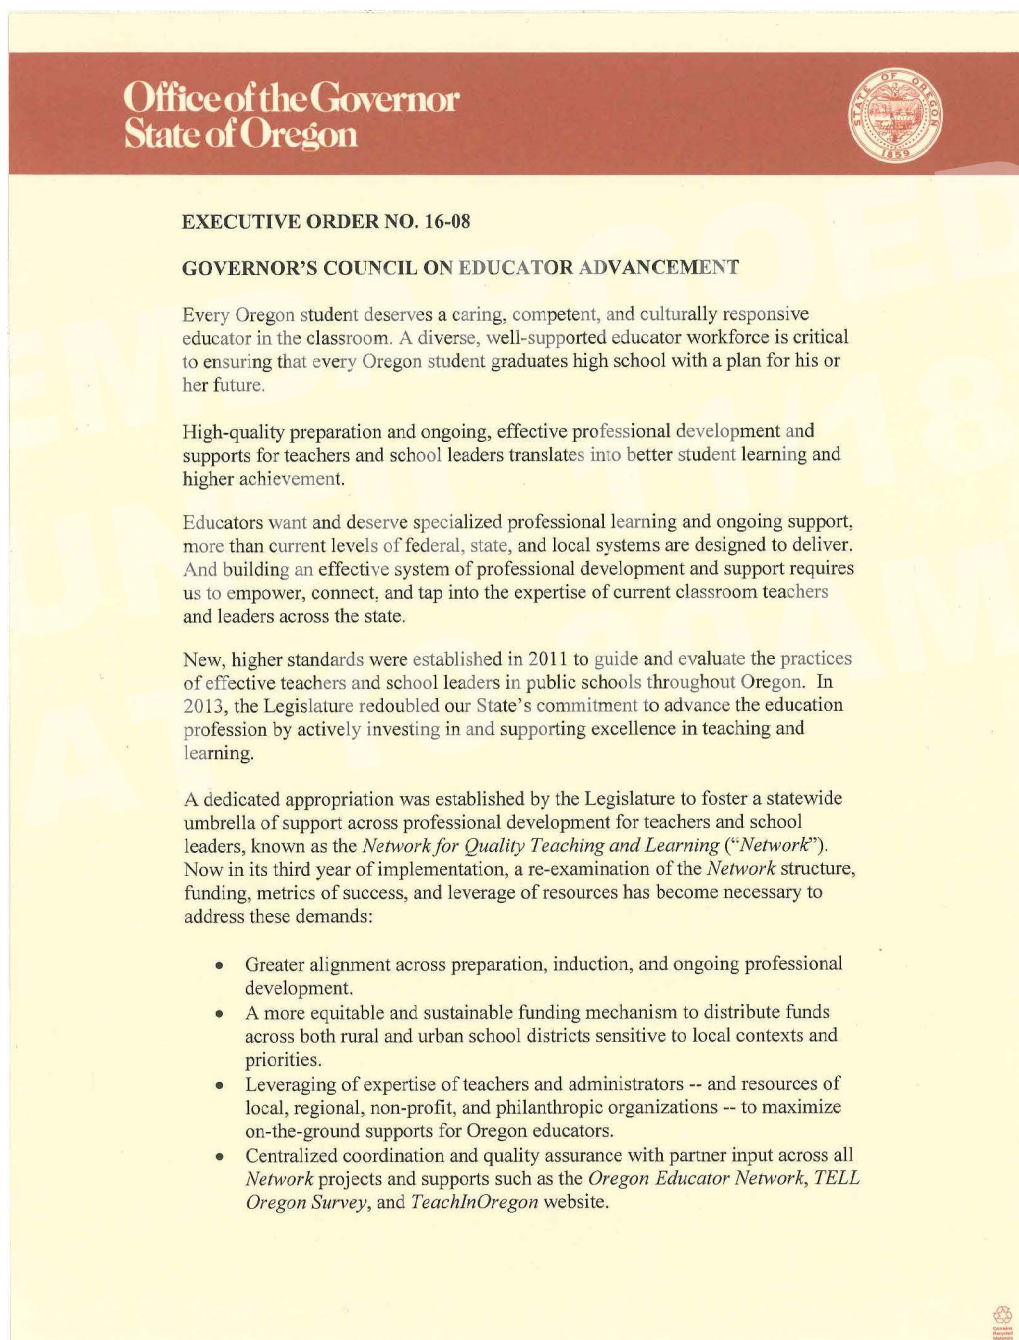 Office of the Governor
State of Oregon
STATE OF OREGON
1859
EXECUTIVE ORDER NO. 16-08
GOVERNOR'S COUNCIL ON EDUCATOR ADVANCEMENT
Every Oregon student deserves a caring, competent, and culturally responsive
educator in the classroom. A diverse, well-supported educator workforce is critical
to ensuring that every Oregon student graduates high school with a plan for his or
her future.
High-quality preparation and ongoing, effective professional development and
supports for teachers and school leaders translates into better student learning and
higher achievement.
Educators want and deserve specialized professional learning and ongoing support,
more than current levels of federal, state, and local systems are designed to deliver.
And building an effective system of professional development and support requires
us to empower, connect, and tap into the expertise of current classroom teachers
and leaders across the state.
New, higher standards were established in 2011 to guide and evaluate the practices
of effective teachers and school leaders in public schools throughout Oregon. In
2013, the Legislature redoubled our State's commitment to advance the education
profession by actively investing in and supporting excellence in teaching and
learning.
A dedicated appropriation was established by the Legislature to foster a statewide
umbrella of support across professional development for teachers and school
leaders, known as the Network for Quality Teaching and Learning ("Network").
Now in its third year of implementation, a re-examination of the Network structure,
funding, metrics of success, and leverage of resources has become necessary to
address these demands:
• Greater alignment across preparation, induction, and ongoing professional
development.
• A more equitable and sustainable funding mechanism to distribute funds
across both rural and urban school districts sensitive to local contexts and
priorities.
• Leveraging of expertise of teachers and administrators -- and resources of
local, regional, non-profit, and philanthropic organizations -- to maximize
on-the-ground supports for Oregon educators.
• Centralized coordination and quality assurance with partner input across all
Network projects and supports such as the Oregon Educator Network, TELL
Oregon Survey, and TeachInOregon website.
Contains
Recycled
Materials